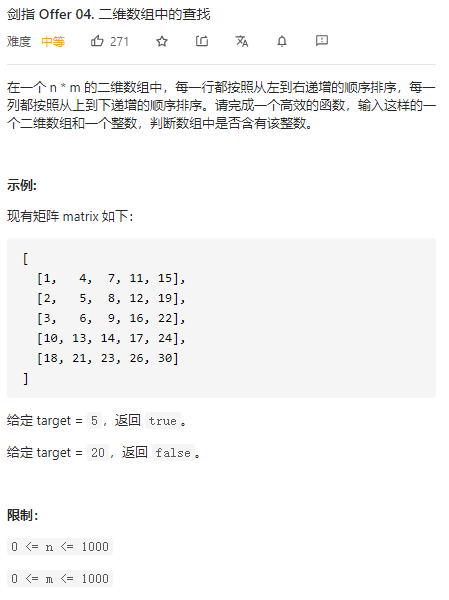 剑指 Offer 04. 二维数组中的查找
难度 中等 271
在一个 n * m 的二维数组中，每一行都按照从左到右递增的顺序排序，每一
列都按照从上到下递增的顺序排序。请完成一个高效的函数，输入这样的一
个二维数组和一个整数，判断数组中是否含有该整数。
示例:
现有矩阵 matrix 如下：
[
[1, 4, 7, 11, 15],
[2, 5, 8, 12, 19],
[3, 6, 9, 16, 22],
[10, 13, 14, 17, 24],
[18, 21, 23, 26, 30]
]
给定 target = 5，返回 true。
给定 target = 20，返回 false。
限制：
0 <= n <= 1000
0 <= m <= 1000